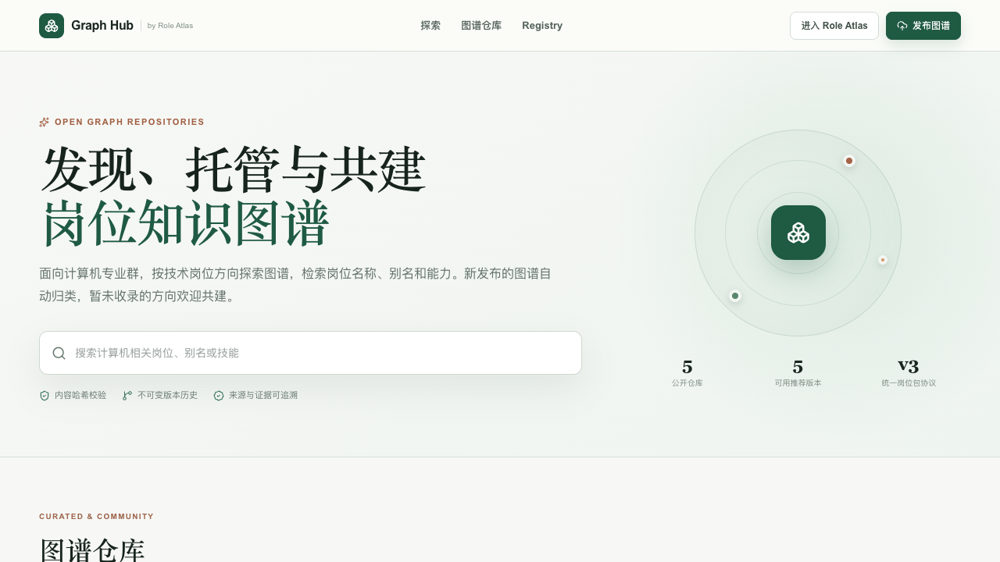 Graph Hub
by Role Atlas
探索
图谱仓库
Registry
进入 Role Atlas
发布图谱
OPEN GRAPH REPOSITORIES
发现、托管与共建
岗位知识图谱
面向计算机专业群，按技术岗位方向探索图谱，检索岗位名称、别名和能力。新发布的图谱自
动归类，暂未收录的方向欢迎共建。
搜索计算机相关岗位、别名或技能
内容哈希校验
不可变版本历史
来源与证据可追溯
5
公开仓库
5
可用推荐版本
v3
统一岗位包协议
CURATED & COMMUNITY
图谱仓库